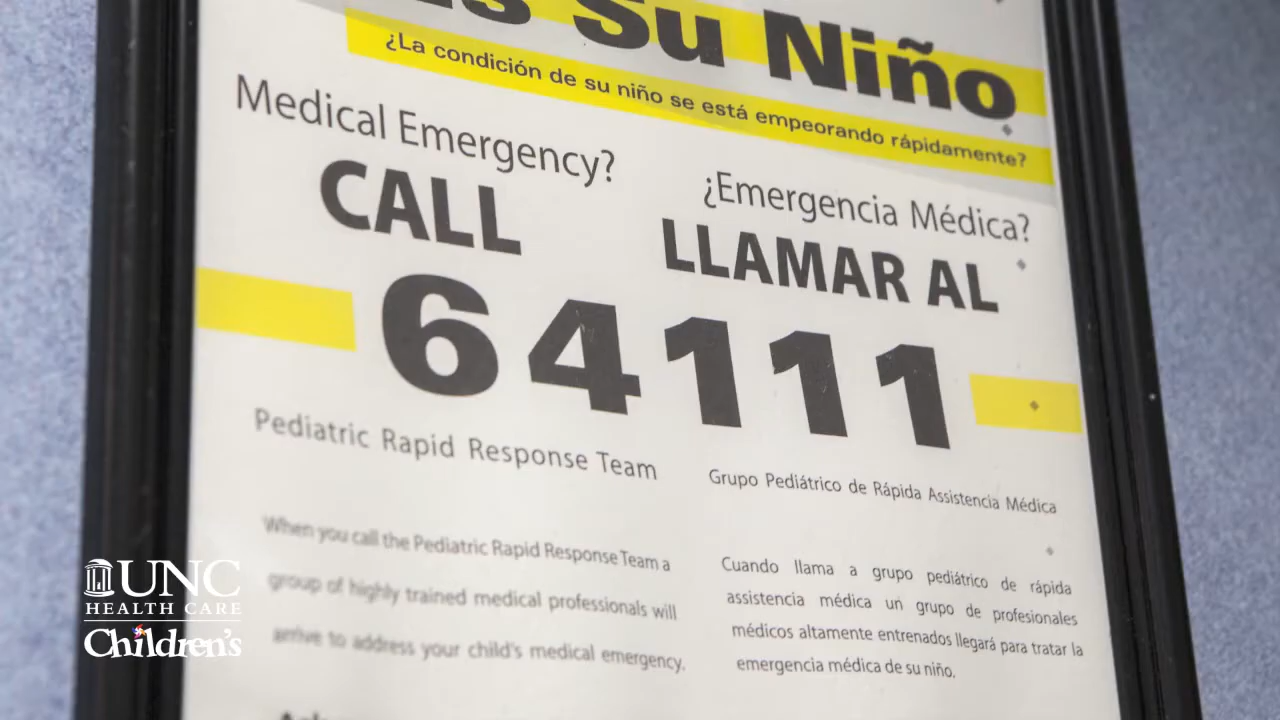 Su Niño
¿La condición de su niño se está empeorando rápidamente?
Medical Emergency?
CALL
¿Emergencia Médica?
LLAMAR AL
64111
Pediatric Rapid Response Team
Grupo Pediátrico de Rápida Assistencia Médica
When you call the Pediatric Rapid Response Team a
group of highly trained medical professionals will
arrive to address your child's medical emergency.
Cuando llama a grupo pediátrico de rápida
assistencia médica un grupo de profesionales
médicos altamente entrenados llegará para tratar la
emergencia médica de su niño.
UNC
HEALTH CARE
Children's